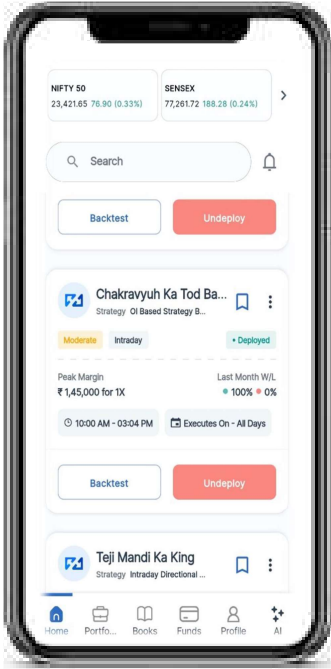 NIFTY 50
23,421.65 76.90 (0.33%)
SENSEX
77,261.72 188.28 (0.24%)
Search
Backtest
Undeploy
Chakravyuh Ka Tod Ba...
Strategy OI Based Strategy B...
Moderate
Intraday
• Deployed
Peak Margin
Last Month W/L
₹ 1,45,000 for 1X
100% 0%
10:00 AM - 03:04 PM
Executes On - All Days
Backtest
Undeploy
Teji Mandi Ka King
Strategy Intraday Directional ...
Home
Portfo...
Books
Funds
Profile
AI